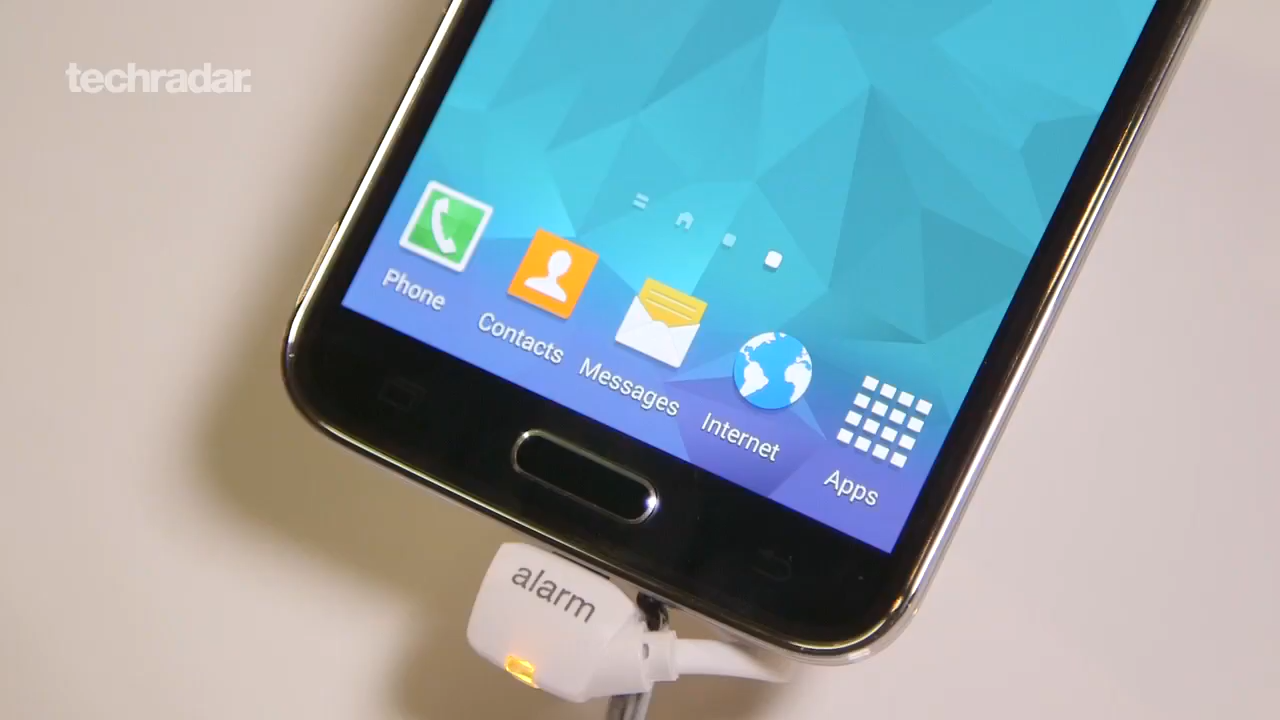 techradar.
Phone
Contacts
Messages
Internet
Apps
alarm